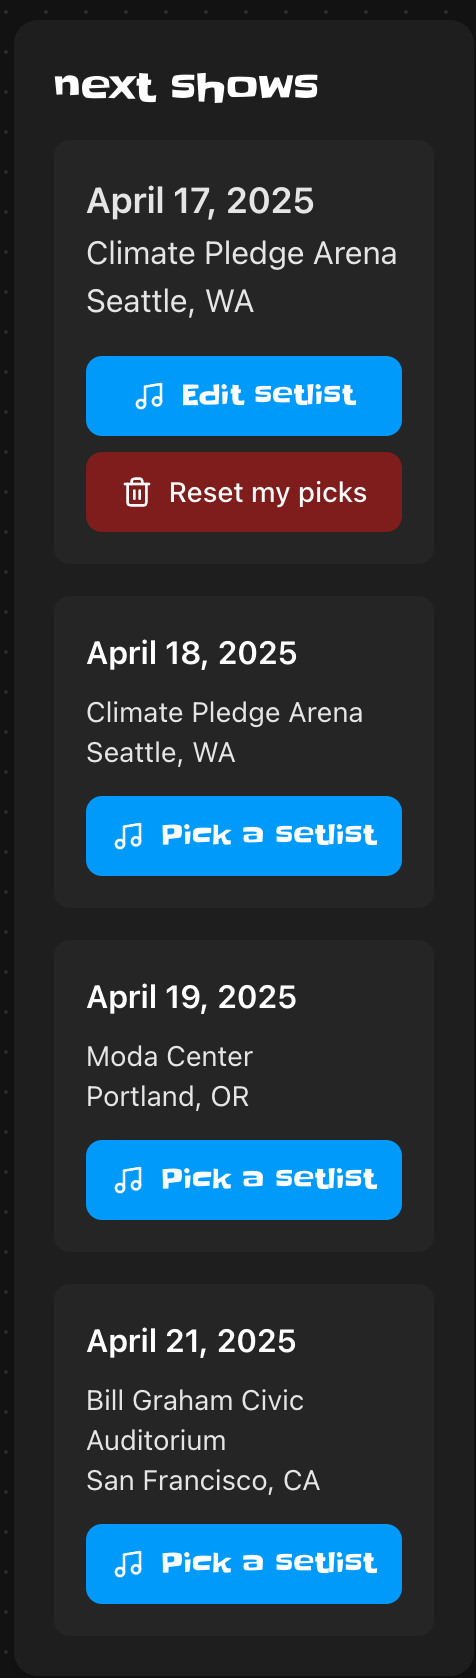 next shows
April 17, 2025
Climate Pledge Arena
Seattle, WA
Edit setlist
Reset my picks
April 18, 2025
Climate Pledge Arena
Seattle, WA
Pick a setlist
April 19, 2025
Moda Center
Portland, OR
Pick a setlist
April 21, 2025
Bill Graham Civic
Auditorium
San Francisco, CA
Pick a setlist